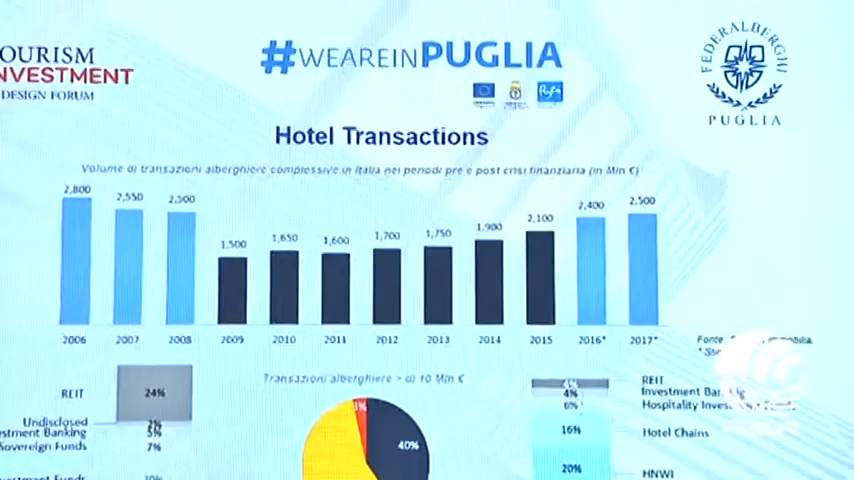 OURISM
NVESTMENT
DESIGN FORUM
#WEAREINPUGLIA
FEDERALBERGHI
PUGLIA
Hotel Transactions
Volume di transazioni alberghiere complessive in Italia nei periodi pre e post crisi finanziaria (in Mln €)
2,800
2,550
2,500
1,500
1,650
1,600
1,700
1,750
1,900
2,100
2,400
2,500
2006
2007
2008
2009
2010
2011
2012
2013
2014
2015
2016*
2017*
Fonte
Transazioni alberghiere > di 10 Mln €
REIT
24%
Undisclosed
stment Banking
5%
Sovereign Funds
7%
40%
REIT
Investment
4%
Hospitality
6%
Hotel Chains
16%
HNWI
20%